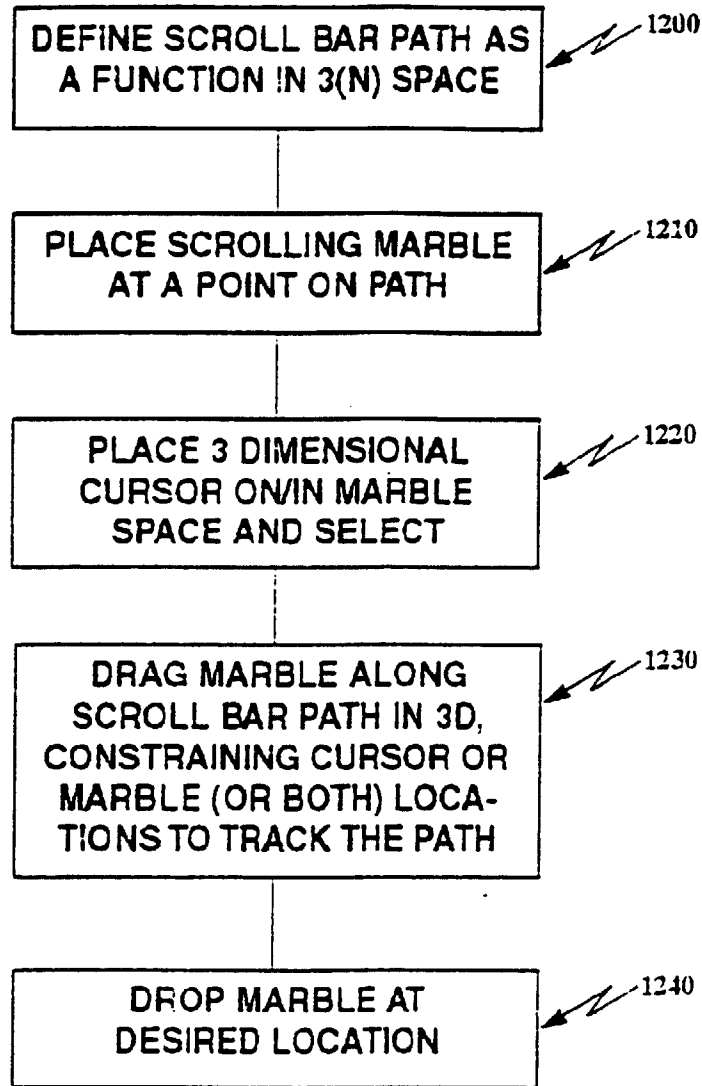 DEFINE SCROLL BAR PATH AS
A FUNCTION IN 3(N) SPACE
1200
PLACE SCROLLING MARBLE
AT A POINT ON PATH
1210
PLACE 3 DIMENSIONAL
CURSOR ON/IN MARBLE
SPACE AND SELECT
1220
DRAG MARBLE ALONG
SCROLL BAR PATH IN 3D,
CONSTRAINING CURSOR OR
MARBLE (OR BOTH) LOCA-
TIONS TO TRACK THE PATH
1230
DROP MARBLE AT
DESIRED LOCATION
1240